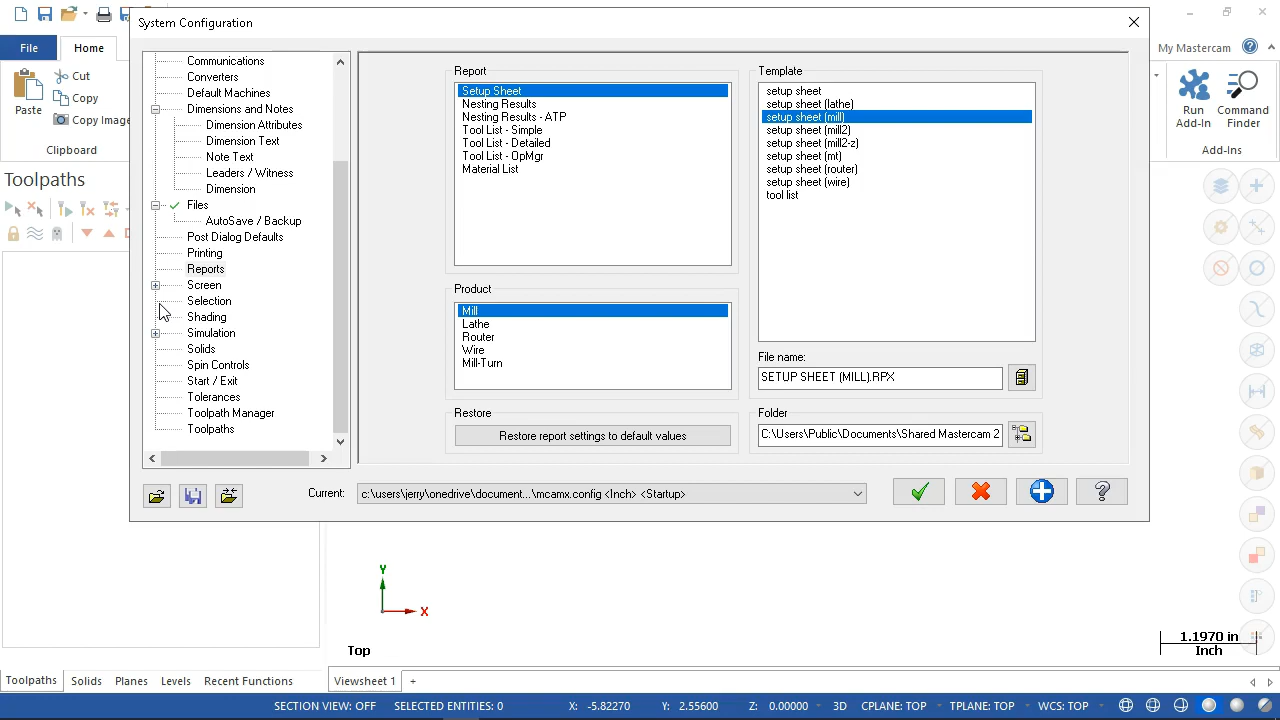 System Configuration
File
Home
My Mastercam
Paste
Cut
Copy
Copy Image
Clipboard
Run Add-In
Command Finder
Add-Ins
Toolpaths
Communications
Converters
Default Machines
Dimensions and Notes
Dimension Attributes
Dimension Text
Note Text
Leaders / Witness
Dimension
Files
AutoSave / Backup
Post Dialog Defaults
Printing
Reports
Screen
Selection
Shading
Simulation
Solids
Spin Controls
Start / Exit
Tolerances
Toolpath Manager
Toolpaths
Report
Setup Sheet
Nesting Results
Nesting Results - ATP
Tool List - Simple
Tool List - Detailed
Tool List - OpMgr
Material List
Product
Mill
Lathe
Router
Wire
Mill-Turn
Restore
Restore report settings to default values
Template
setup sheet
setup sheet (lathe)
setup sheet (mill)
setup sheet (mill2)
setup sheet (mill2-z)
setup sheet (mt)
setup sheet (router)
setup sheet (wire)
tool list
File name:
SETUP SHEET (MILL).RPX
Folder
C:\Users\Public\Documents\Shared Mastercam 2
Current:
c:\users\jerry\onedrive\document...\mcamx.config <Inch> <Startup>
Y
X
Top
1.1970 in
Inch
Toolpaths
Solids
Planes
Levels
Recent Functions
Viewsheet 1
+
SECTION VIEW: OFF
SELECTED ENTITIES: 0
X: -5.82270
Y: 2.55600
Z: 0.00000
3D
CPLANE: TOP
TPLANE: TOP
WCS: TOP